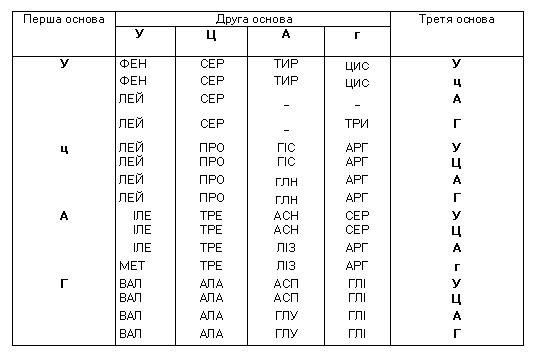 Перша основа Друга основа Третя основа
У Ц А г
У ФЕН СЕР ТИР ЦИС У
ФЕН СЕР ТИР ЦИС ц
ЛЕЙ СЕР – – А
ЛЕЙ СЕР – ТРИ Г
ц ЛЕЙ ПРО ГІС АРГ У
ЛЕЙ ПРО ГІС АРГ Ц
ЛЕЙ ПРО ГЛН АРГ А
ЛЕЙ ПРО ГЛН АРГ Г
А ІЛЕ ТРЕ АСН СЕР У
ІЛЕ ТРЕ АСН СЕР Ц
ІЛЕ ТРЕ ЛІЗ АРГ А
МЕТ ТРЕ ЛІЗ АРГ г
Г ВАЛ АЛА АСП ГЛІ У
ВАЛ АЛА АСП ГЛІ Ц
ВАЛ АЛА ГЛУ ГЛІ А
ВАЛ АЛА ГЛУ ГЛІ Г